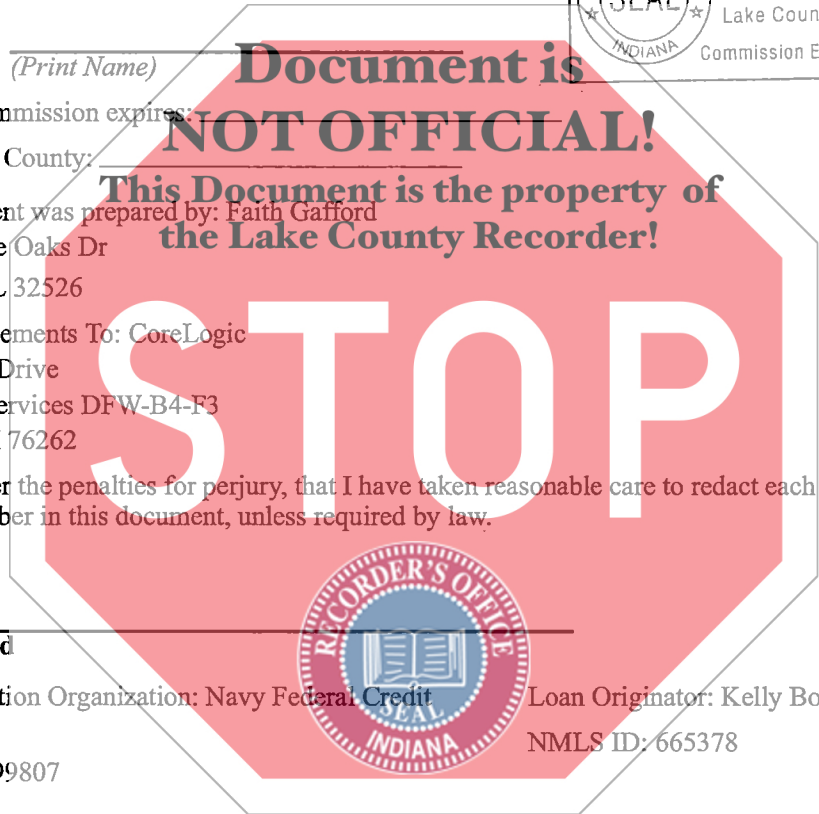 (SEAL)
Lake Coun
INDIANA
Commission E
(Print Name)
Document is
mmission expires:
NOT OFFICIAL!
County:
This Document is the property of
ent was prepared by: Faith Gafford
the Lake County Recorder!
e Oaks Dr
L 32526
STOP
ements To: CoreLogic
Drive
ervices DFW-B4-F3
76262
er the penalties for perjury, that I have taken reasonable care to redact each
ber in this document, unless required by law.
RECORDER'S OFFICE
SEAL
INDIANA
d
tion Organization: Navy Federal Credit
Loan Originator: Kelly Bo
NMLS ID: 665378
99807